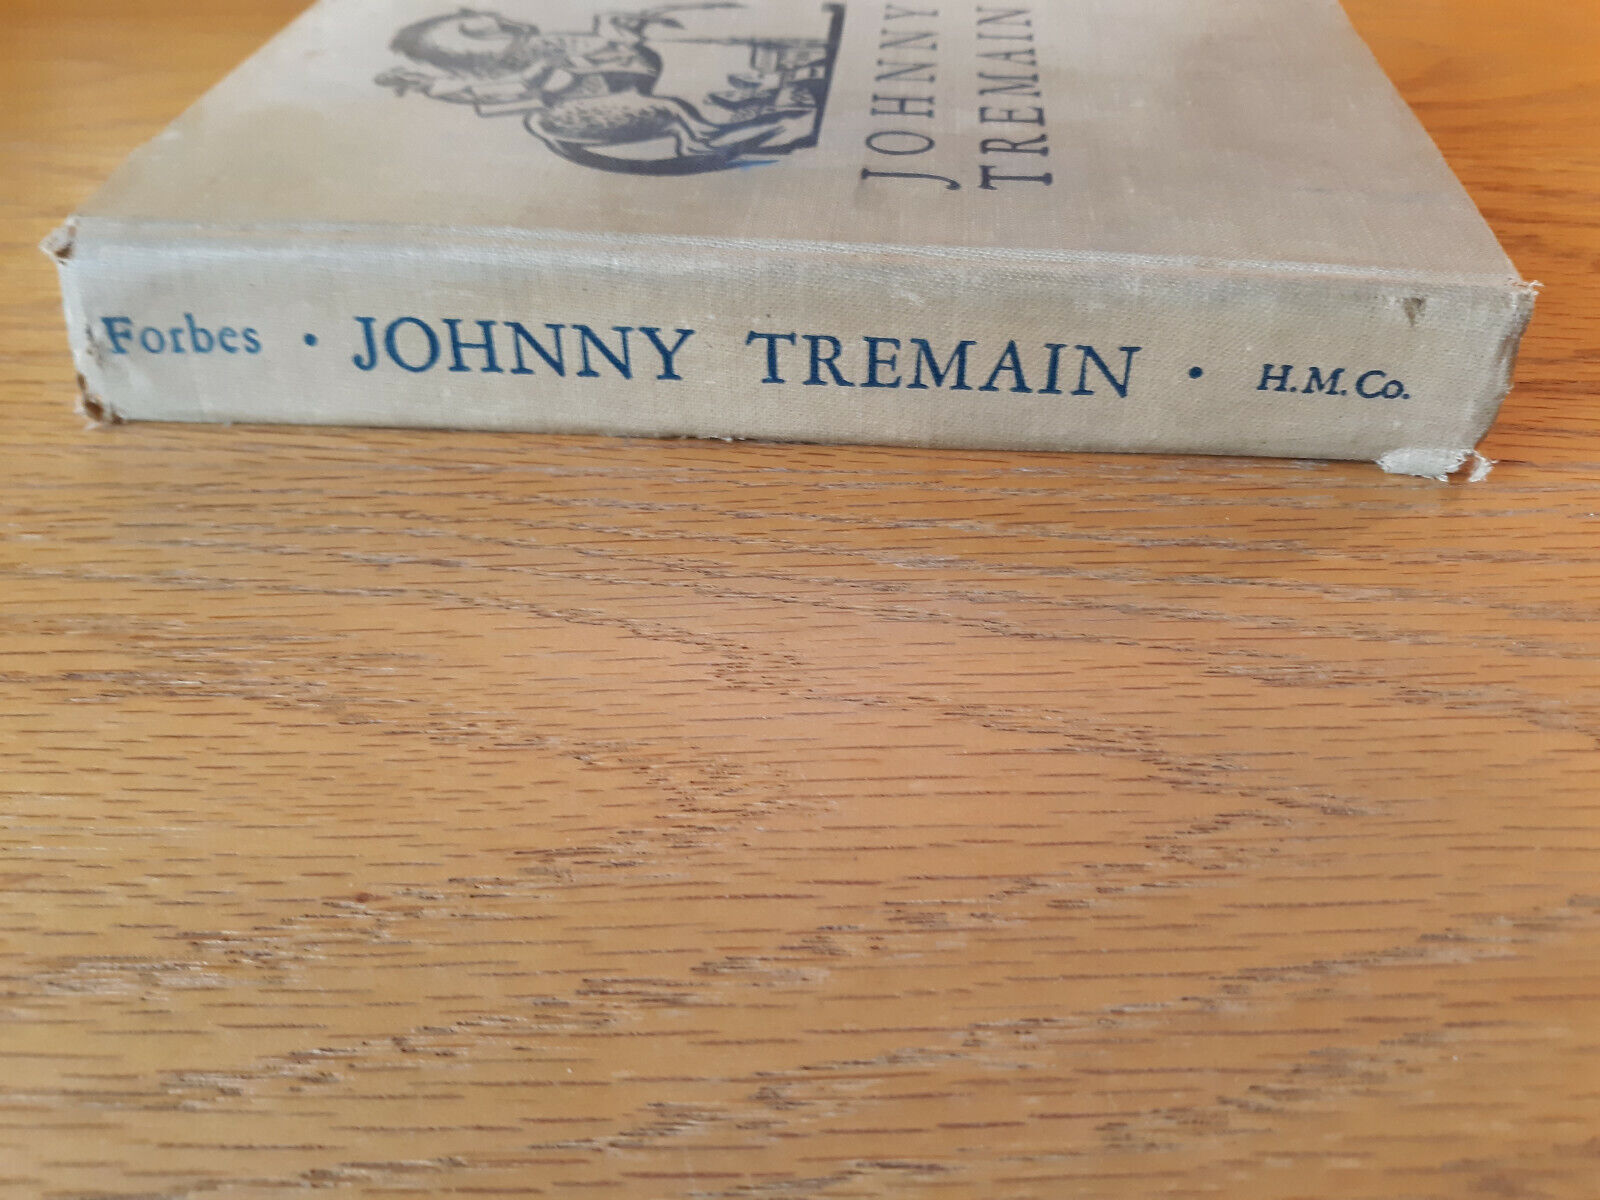 JOHNNY
TREMAIN
Forbes • JOHNNY TREMAIN • H.M.Co.